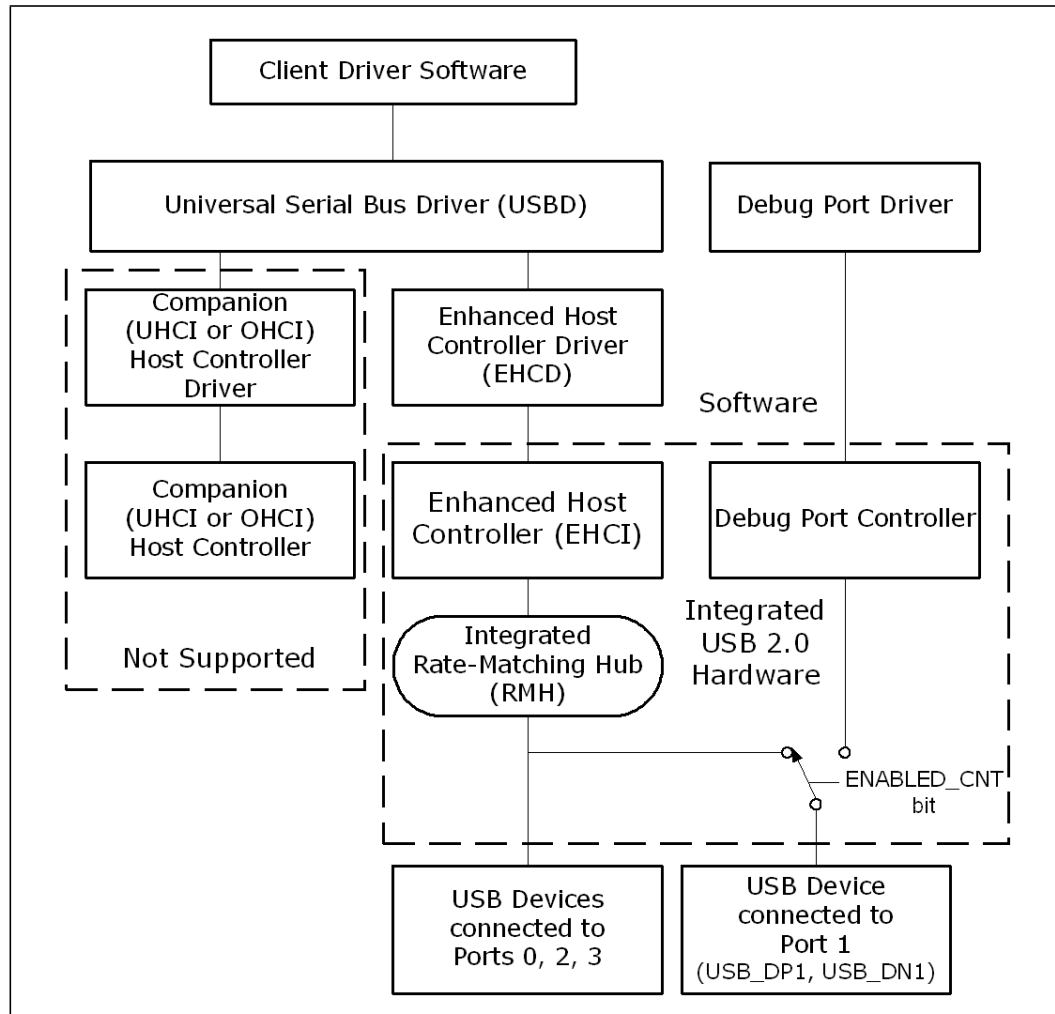 Client Driver Software
Universal Serial Bus Driver (USBD)
Debug Port Driver
Companion
(UHCI or OHCI)
Host Controller
Driver
Enhanced Host
Controller Driver
(EHCD)
Software
Companion
(UHCI or OHCI)
Host Controller
Not Supported
Enhanced Host
Controller (EHCI)
Debug Port Controller
Integrated
Rate-Matching Hub
(RMH)
Integrated
USB 2.0
Hardware
ENABLED_CNT
bit
USB Devices
connected to
Ports 0, 2, 3
USB Device
connected to
Port 1
(USB_DP1, USB_DN1)